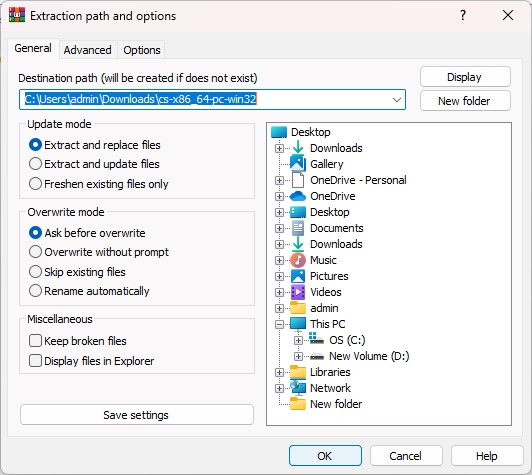 Extraction path and options
?
General
Advanced
Options
Destination path (will be created if does not exist)
Display
C:\Users\admin\Downloads\cs-x86_64-pc-win32
New folder
Update mode
Extract and replace files
Extract and update files
Freshen existing files only
Overwrite mode
Ask before overwrite
Overwrite without prompt
Skip existing files
Rename automatically
Miscellaneous
Keep broken files
Display files in Explorer
Save settings
Desktop
Downloads
Gallery
OneDrive - Personal
OneDrive
Desktop
Documents
Downloads
Music
Pictures
Videos
admin
This PC
OS (C:)
New Volume (D:)
Libraries
Network
New folder
OK
Cancel
Help